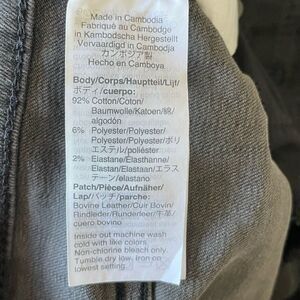 Made in Cambodia
Fabriqué au Cambodge
in Kambodscha Hergestellt
Vervaardigd in Cambodja
カンボジア製
Hecho en Camboya
Body/Corps/Hauptteil/Lijf/
ボディ/cuerpo:
92% Cotton/Coton/
Baumwolle/Katoen/綿/
algodón
6% Polyester/Polyester/
Polyester/Polyester/ポリ
エステル/poliéster
2% Elastane/Élasthanne/
Elastan/Elastaan/エラス
テーン/elastano
Patch/Pièce/Aufnäher/
Lap/パッチ/parche:
Bovine Leather/Cuir Bovin/
Rindleder/Runderleer/牛革/
cuero bovino
Inside out machine wash
cold with like colors.
Non-chlorine bleach only.
Tumble dry low. Iron on
lowest setting.